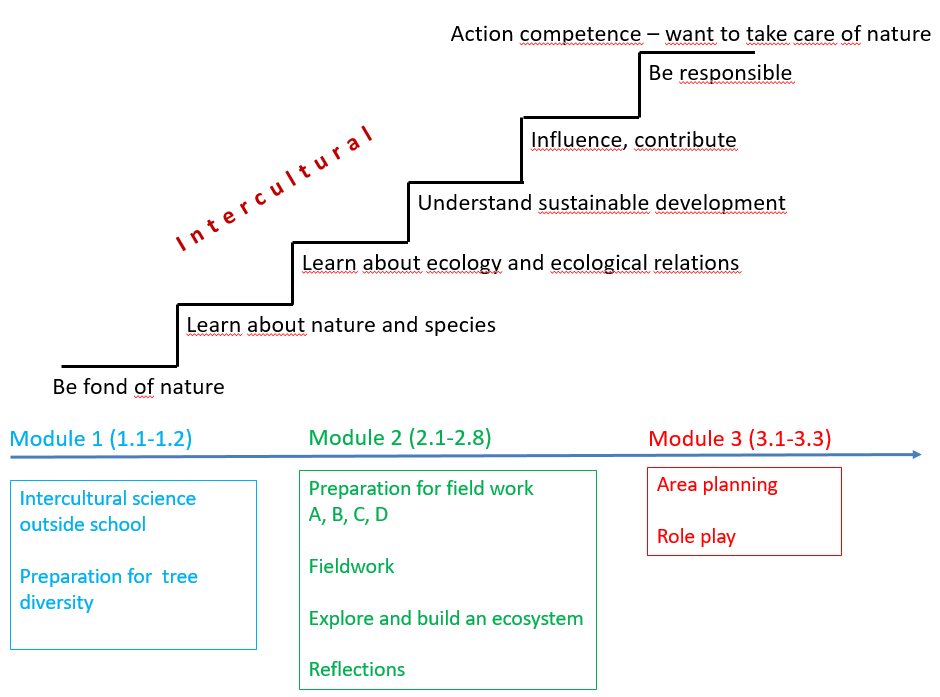 Action competence – want to take care of nature
Be responsible
Intercultural
Influence, contribute
Understand sustainable development
Learn about ecology and ecological relations
Learn about nature and species
Be fond of nature
Module 1 (1.1-1.2)
Module 2 (2.1-2.8)
Module 3 (3.1-3.3)
Intercultural science
outside school
Preparation for  tree
diversity
Preparation for field work
A, B, C, D
Fieldwork
Explore and build an ecosystem
Reflections
Area planning
Role play